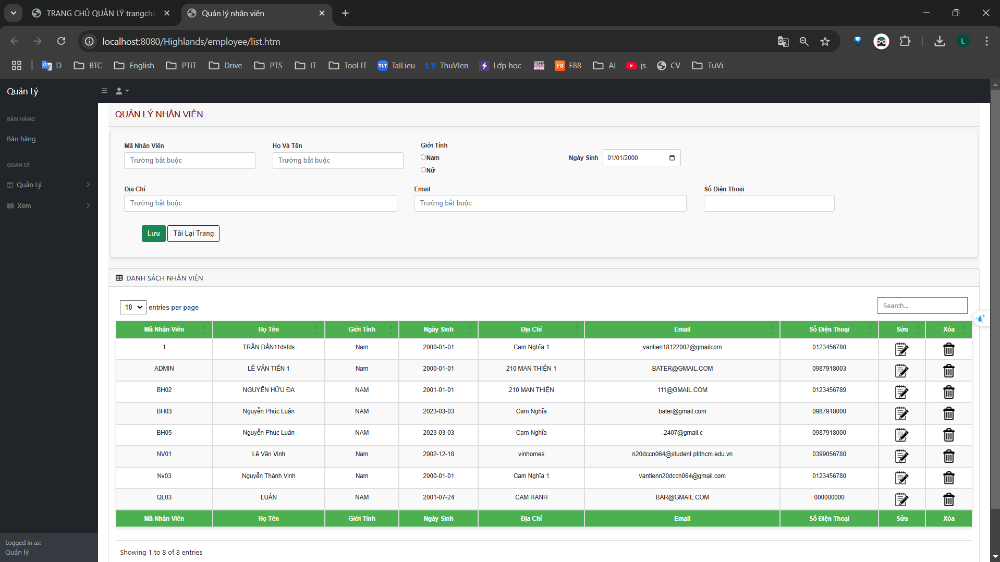 TRANG CHỦ QUẢN LÝ trangchu
Quản lý nhân viên
localhost:8080/Highlands/employee/list.htm
L
D
BTC
English
PTIT
Drive
PTS
IT
Tool IT
TLT TaiLieu
LT ThuVien
Lớp học
F8 F88
AI
js
CV
TuVi
Quản Lý
BÁN HÀNG
Bán hàng
QUẢN LÝ
Quản Lý
Xem
Logged in as:
Quản lý
QUẢN LÝ NHÂN VIÊN
Mã Nhân Viên
Trường bắt buộc
Họ Và Tên
Trường bắt buộc
Giới Tính
Nam
Nữ
Ngày Sinh 01/01/2000
Địa Chỉ
Trường bắt buộc
Email
Trường bắt buộc
Số Điện Thoại
Lưu Tải Lại Trang
DANH SÁCH NHÂN VIÊN
10 entries per page
Search...
Mã Nhân Viên Họ Tên Giới Tính Ngày Sinh Địa Chỉ Email Số Điện Thoại Sửa Xóa
1 TRẦN DẦN11dsfds Nam 2000-01-01 Cam Nghĩa 1 vantien18122002@gmailcom 0123456780
ADMIN LÊ VĂN TIẾN 1 Nam 2000-01-01 210 MAN THIỆN 1 BATER@GMAIL.COM 0987918003
BH02 NGUYỄN HỮU ĐA NAM 2001-01-01 210 MAN THIỆN 111@GMAIL.COM 0123456789
BH03 Nguyễn Phúc Luân NAM 2023-03-03 Cam Nghĩa bater@gmail.com 0987918000
BH05 Nguyễn Phúc Luân NAM 2023-03-03 Cam Nghĩa .2407@gmail.c 0987918000
NV01 Lê Văn Vinh Nam 2002-12-18 vinhomes n20dccn064@student.ptithcm.edu.vn 0399056780
Nv03 Nguyễn Thành Vinh Nam 2000-01-01 Cam Nghĩa 1 vantienn20dccn064@gmail.com 0123456780
QL03 LUÂN NAM 2001-07-24 CAM RANH BAR@GMAIL.COM 000000000
Mã Nhân Viên Họ Tên Giới Tính Ngày Sinh Địa Chỉ Email Số Điện Thoại Sửa Xóa
Showing 1 to 8 of 8 entries